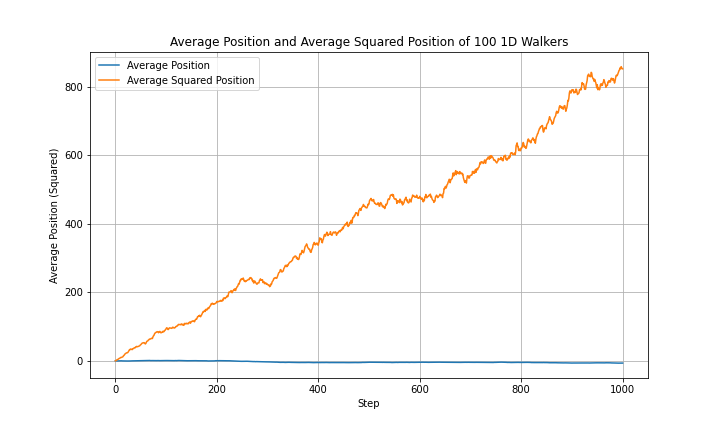 Average Position and Average Squared Position of 100 1D Walkers
Average Position
Average Squared Position
Average Position (Squared)
800
600
400
200
0
0 200 400 600 800 1000
Step